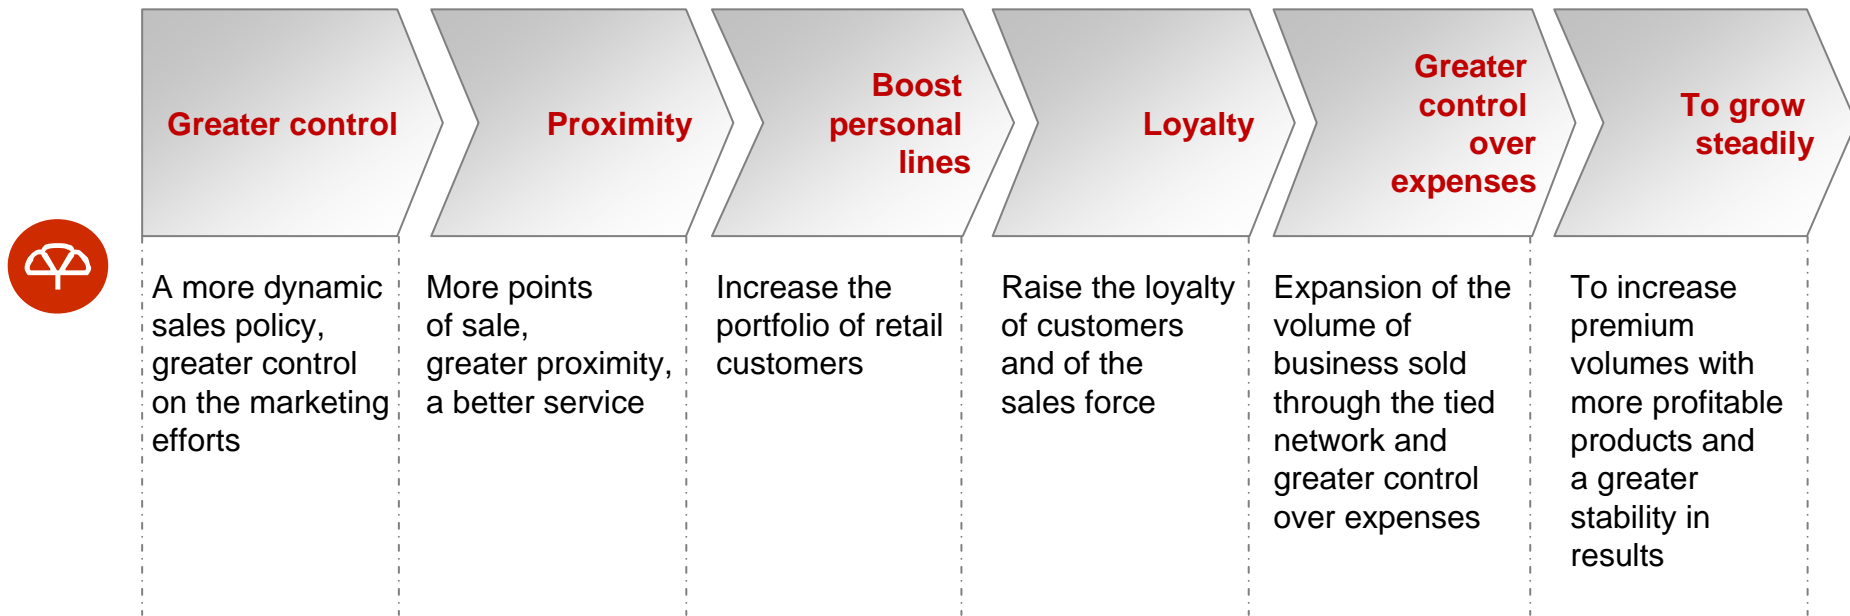 Greater control
Proximity
Boost
personal
lines
Loyalty
Greater
control
over
expenses
To grow
steadily
A more dynamic
sales policy,
greater control
on the marketing
efforts
More points
of sale,
greater proximity,
a better service
Increase the
portfolio of retail
customers
Raise the loyalty
of customers
and of the
sales force
Expansion of the
volume of
business sold
through the tied
network and
greater control
over expenses
To increase
premium
volumes with
more profitable
products and
a greater
stability in
results